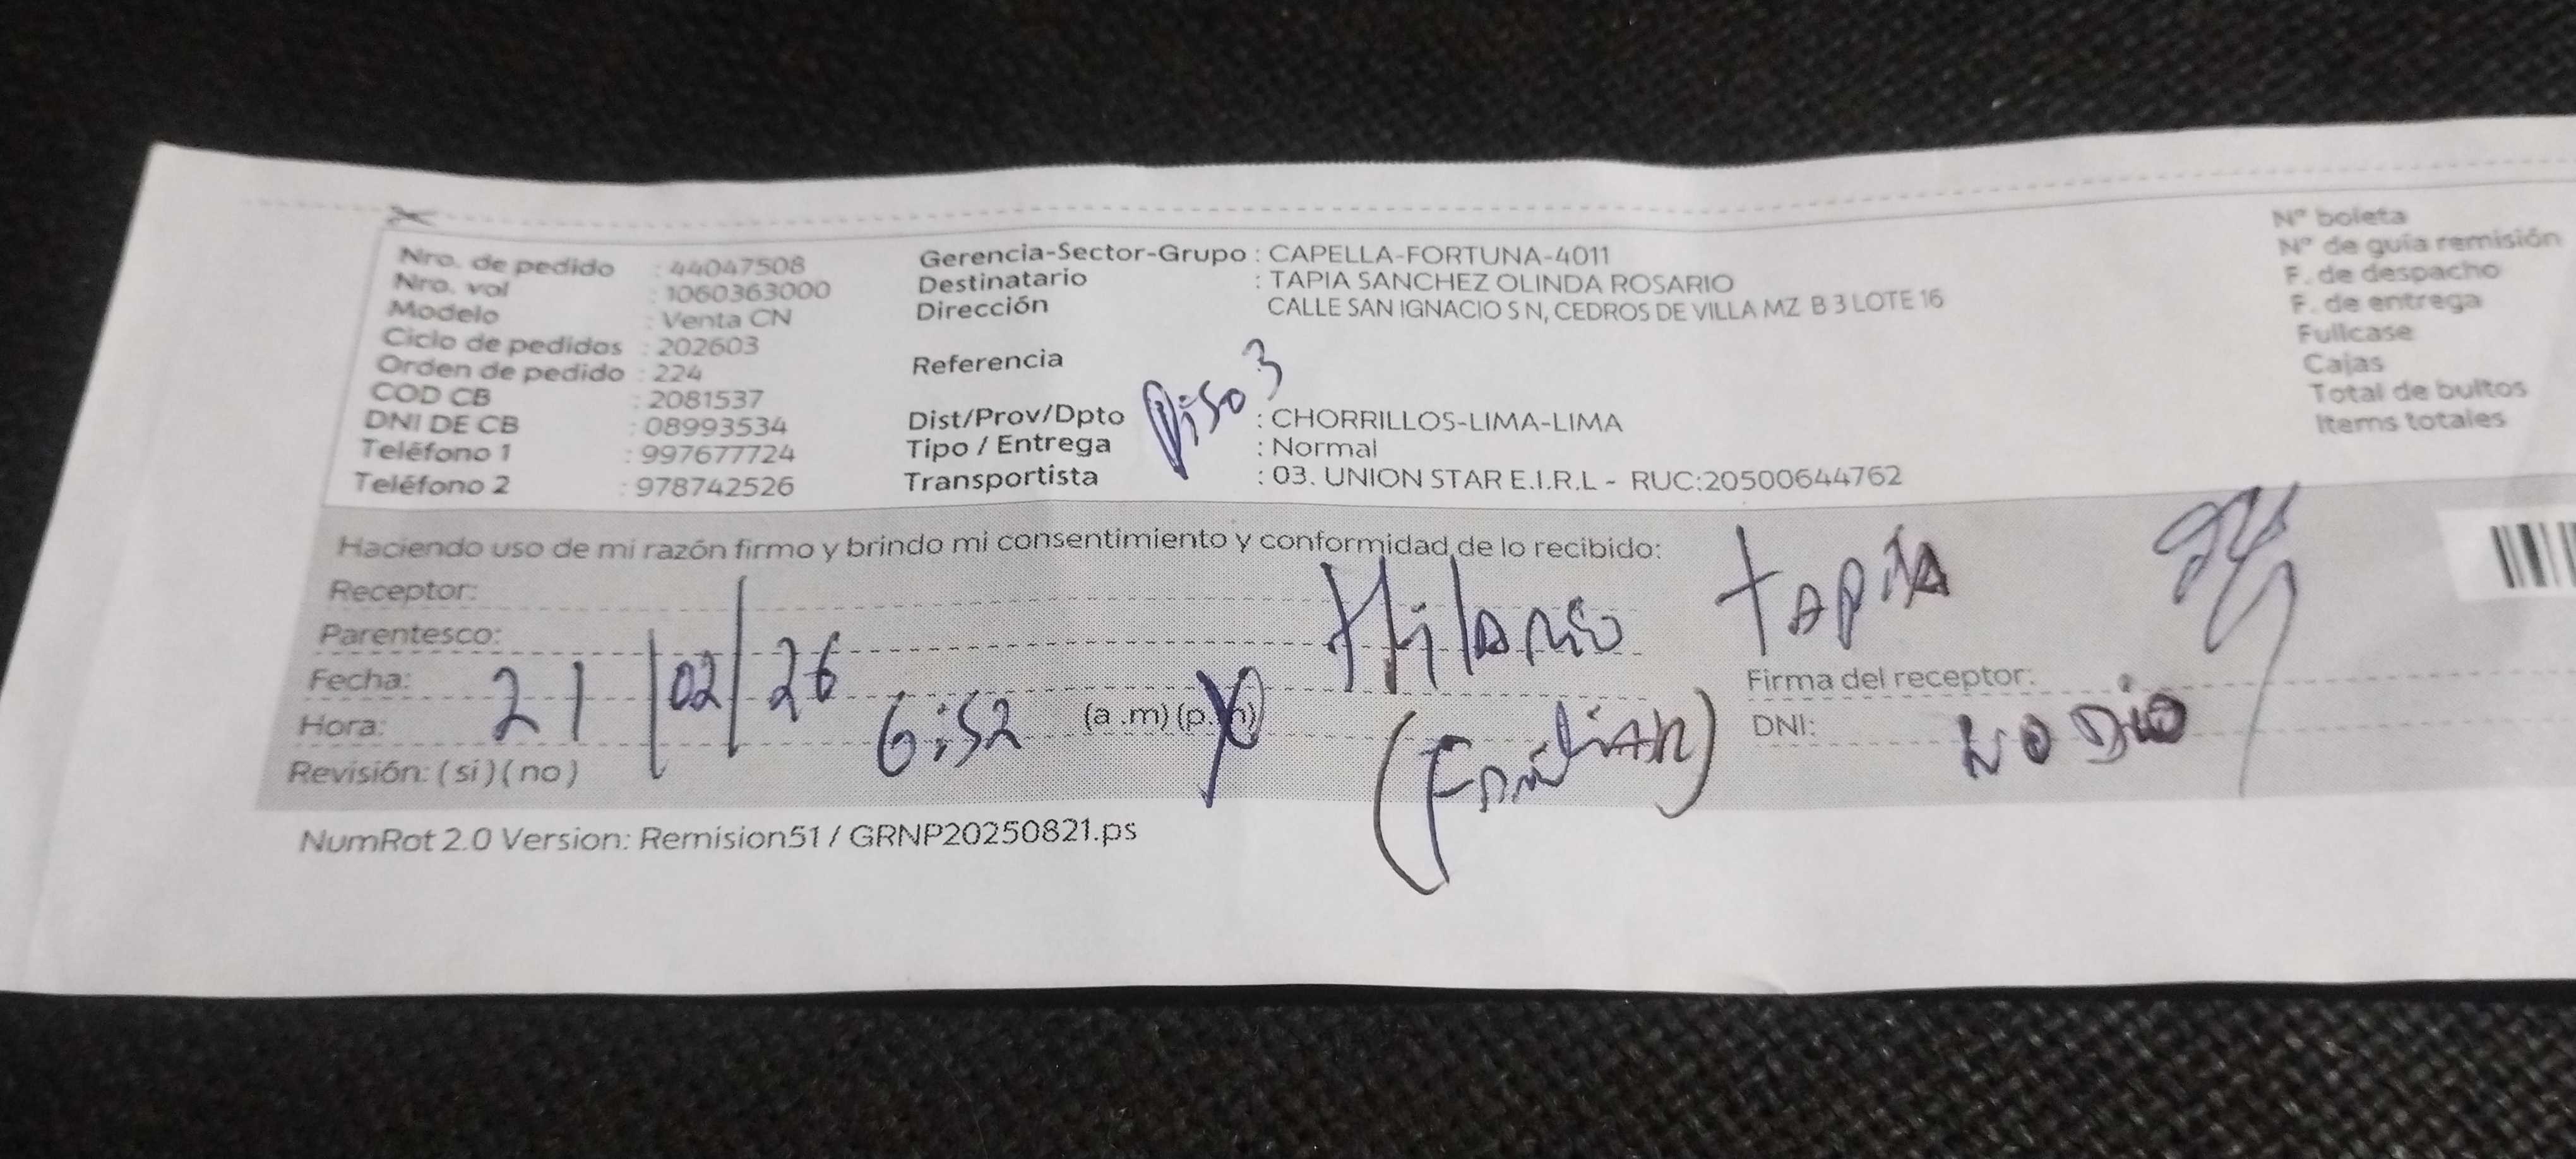 Nro. de pedido : 44047508
Nro. vol : 1060363000
Modelo : Venta CN
Ciclo de pedidos : 202603
Orden de pedido : 224
COD CB : 2081537
DNI DE CB : 08993534
Teléfono 1 : 997677724
Teléfono 2 : 978742526
Gerencia-Sector-Grupo : CAPELLA-FORTUNA-4011
Destinatario : TAPIA SANCHEZ OLINDA ROSARIO
Dirección CALLE SAN IGNACIO S N, CEDROS DE VILLA MZ B 3 LOTE 16
Referencia
Piso 3
Dist/Prov/Dpto : CHORRILLOS-LIMA-LIMA
Tipo / Entrega : Normal
Transportista : 03. UNION STAR E.I.R.L - RUC:20500644762
N° boleta
N° de guía remisión
F. de despacho
F. de entrega
Fullcase
Cajas
Total de bultos
Items totales
Haciendo uso de mi razón firmo y brindo mi consentimiento y conformidad de lo recibido:
Receptor: Hilario Tapia
Parentesco:
Fecha: 21/02/26
Hora: 6:52 (a .m) (p.m)
(Familiar)
Revisión: ( si ) ( no )
Firma del receptor:
DNI: NO DIO
NumRot 2.0 Version: Remision51 / GRNP20250821.ps